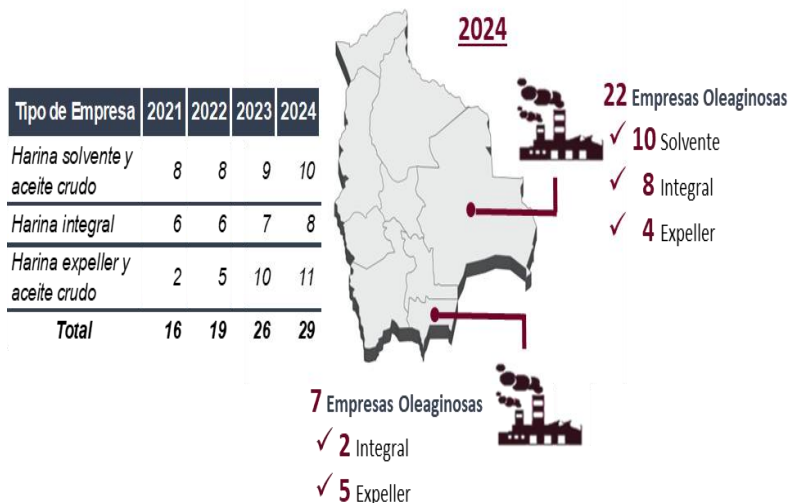 2024
Tipo de Empresa 2021 2022 2023 2024
Harina solvente y
aceite crudo 8 8 9 10
Harina integral 6 6 7 8
Harina expeller y
aceite crudo 2 5 10 11
Total 16 19 26 29
22 Empresas Oleaginosas
✓ 10 Solvente
✓ 8 Integral
✓ 4 Expeller
7 Empresas Oleaginosas
✓ 2 Integral
✓ 5 Expeller